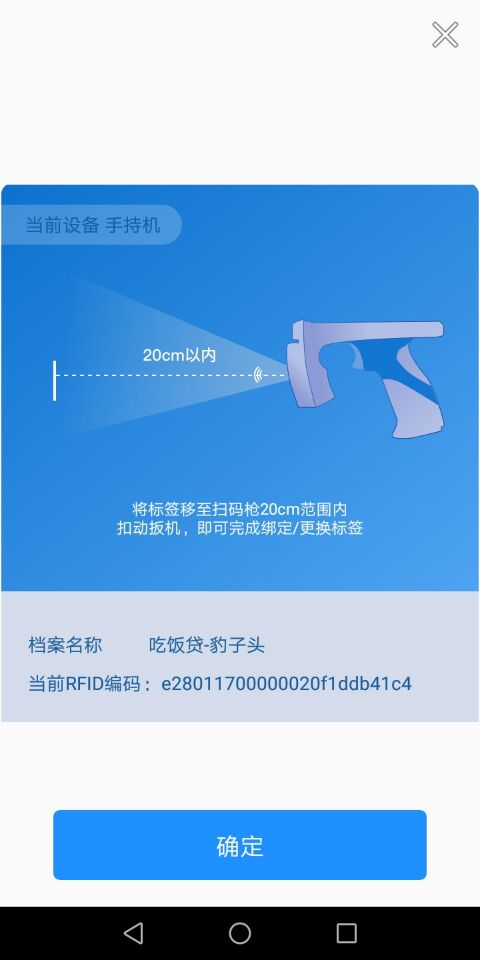 当前设备 手持机
20cm以内
将标签移至扫码枪20cm范围内
扣动扳机，即可完成绑定/更换标签
档案名称 吃饭贷-豹子头
当前RFID编码：e28011700000020f1ddb41c4
确定